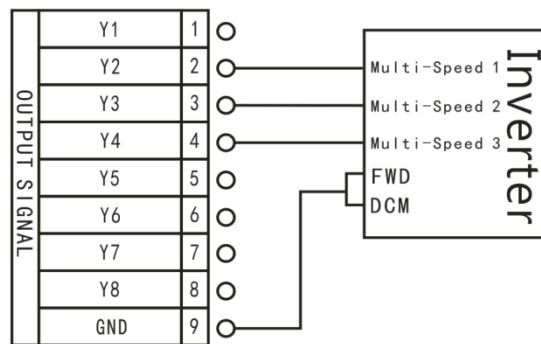 OUTPUT SIGNAL
Y1 1
Y2 2
Y3 3
Y4 4
Y5 5
Y6 6
Y7 7
Y8 8
GND 9
Multi-Speed 1
Multi-Speed 2
Multi-Speed 3
FWD
DCM
Inverter